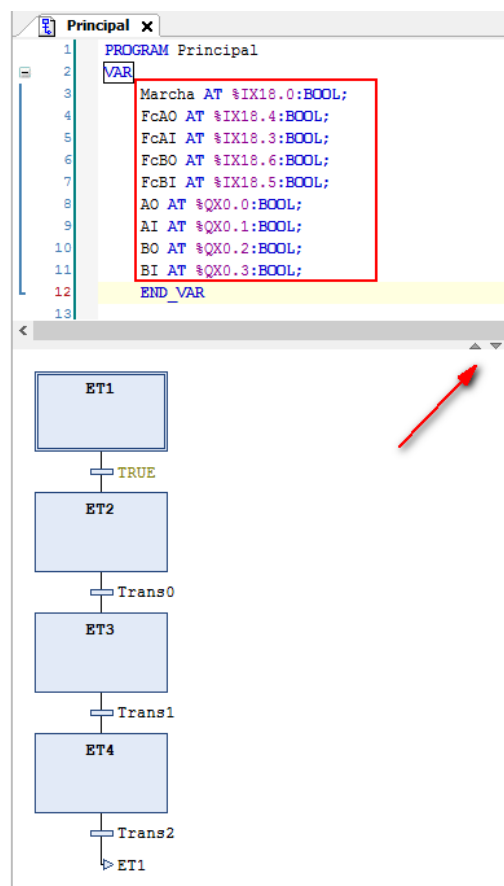 Principal x
1 PROGRAM Principal
2 VAR
3 Marcha AT %IX18.0:BOOL;
4 FcAO AT %IX18.4:BOOL;
5 FcAI AT %IX18.3:BOOL;
6 FcBO AT %IX18.6:BOOL;
7 FcBI AT %IX18.5:BOOL;
8 AO AT %QX0.0:BOOL;
9 AI AT %QX0.1:BOOL;
10 BO AT %QX0.2:BOOL;
11 BI AT %QX0.3:BOOL;
12 END_VAR
13
ET1
TRUE
ET2
Trans0
ET3
Trans1
ET4
Trans2
ET1